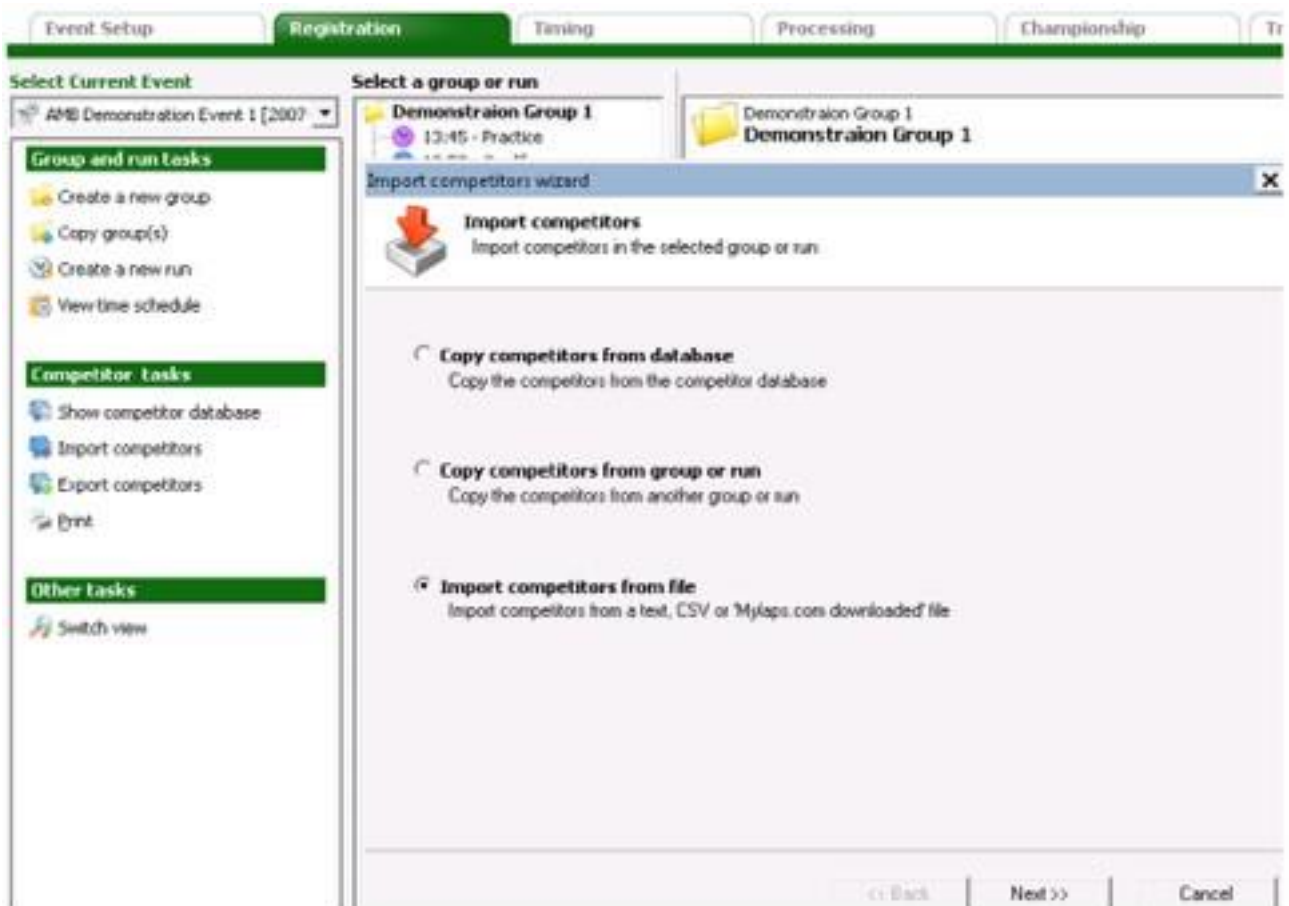 Event Setup
Registration
Timing
Processing
Championship
Tr
Select Current Event
AMB Demonstration Event 1 [2007
Group and run tasks
Create a new group
Copy group(s)
Create a new run
View time schedule
Competitor tasks
Show competitor database
Import competitors
Export competitors
Print
Other tasks
Switch view
Select a group or run
Demonstraion Group 1
13:45 - Practice
Demonstraion Group 1
Demonstraion Group 1
Import competitors wizard
Import competitors
Import competitors in the selected group or run
Copy competitors from database
Copy the competitors from the competitor database
Copy competitors from group or run
Copy the competitors from another group or run
Import competitors from file
Import competitors from a text, CSV or 'Mylaps.com downloaded' file
<< Back
Next >>
Cancel